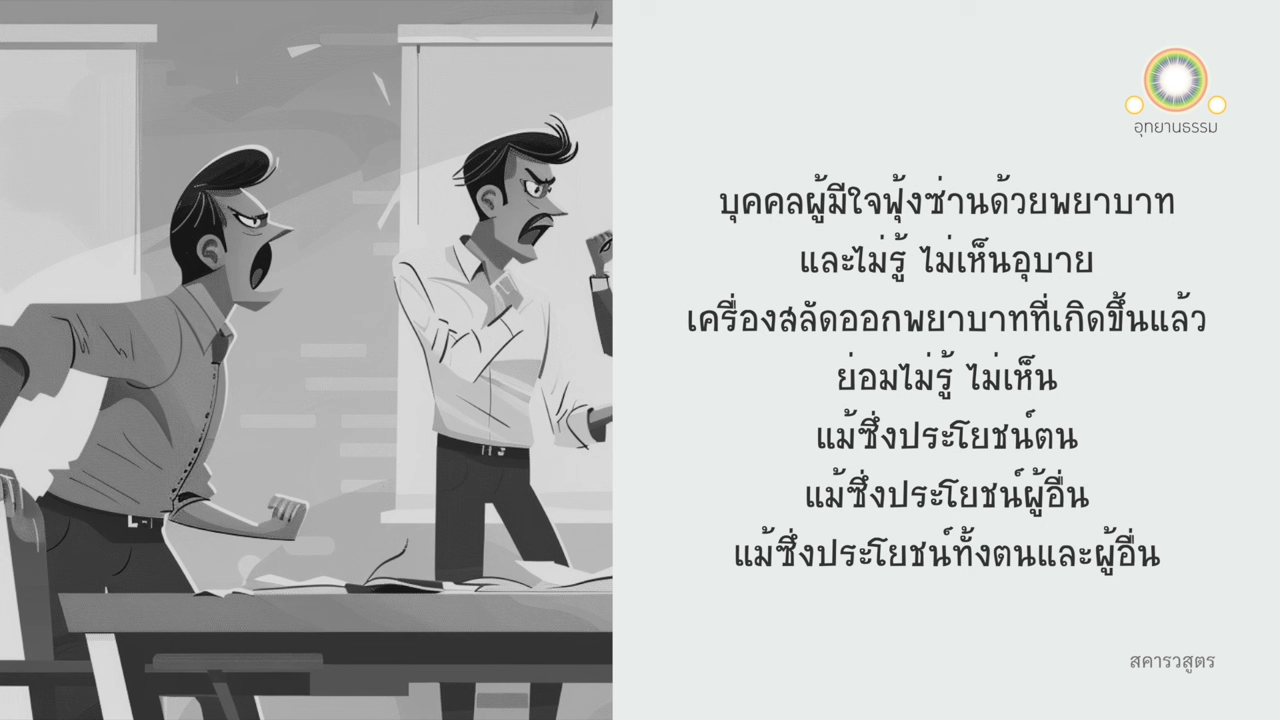 อุทยานธรรม
บุคคลผู้มีใจฟุ้งซ่านด้วยพยาบาท
และไม่รู้ ไม่เห็นอุบาย
เครื่องสลัดออกพยาบาทที่เกิดขึ้นแล้ว
ย่อมไม่รู้ ไม่เห็น
แม้ซึ่งประโยชน์ตน
แม้ซึ่งประโยชน์ผู้อื่น
แม้ซึ่งประโยชน์ทั้งตนและผู้อื่น
สคารวสูตร